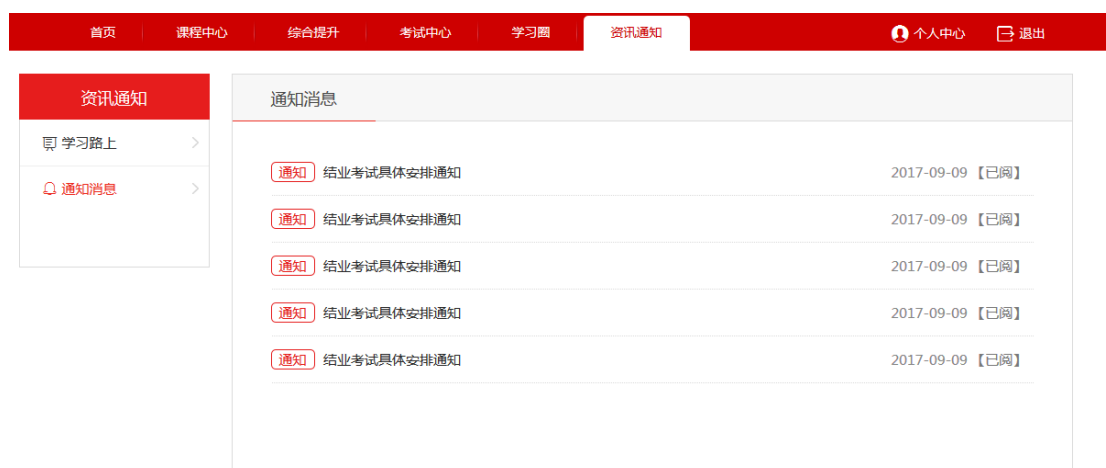 首页 课程中心 综合提升 考试中心 学习圈 资讯通知 个人中心 退出
资讯通知
学习路上
通知消息
通知消息
通知 结业考试具体安排通知 2017-09-09 【已阅】
通知 结业考试具体安排通知 2017-09-09 【已阅】
通知 结业考试具体安排通知 2017-09-09 【已阅】
通知 结业考试具体安排通知 2017-09-09 【已阅】
通知 结业考试具体安排通知 2017-09-09 【已阅】